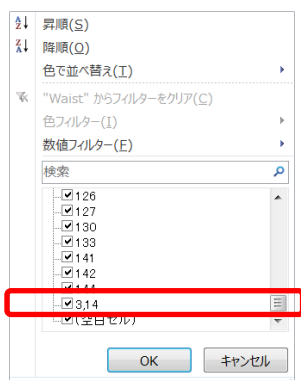 昇順(S)
降順(O)
色で並べ替え(T)
"Waist" からフィルターをクリア(C)
色フィルター(I)
数値フィルター(F)
検索
126
127
130
133
141
142
144
3,14
(空白セル)
OK
キャンセル